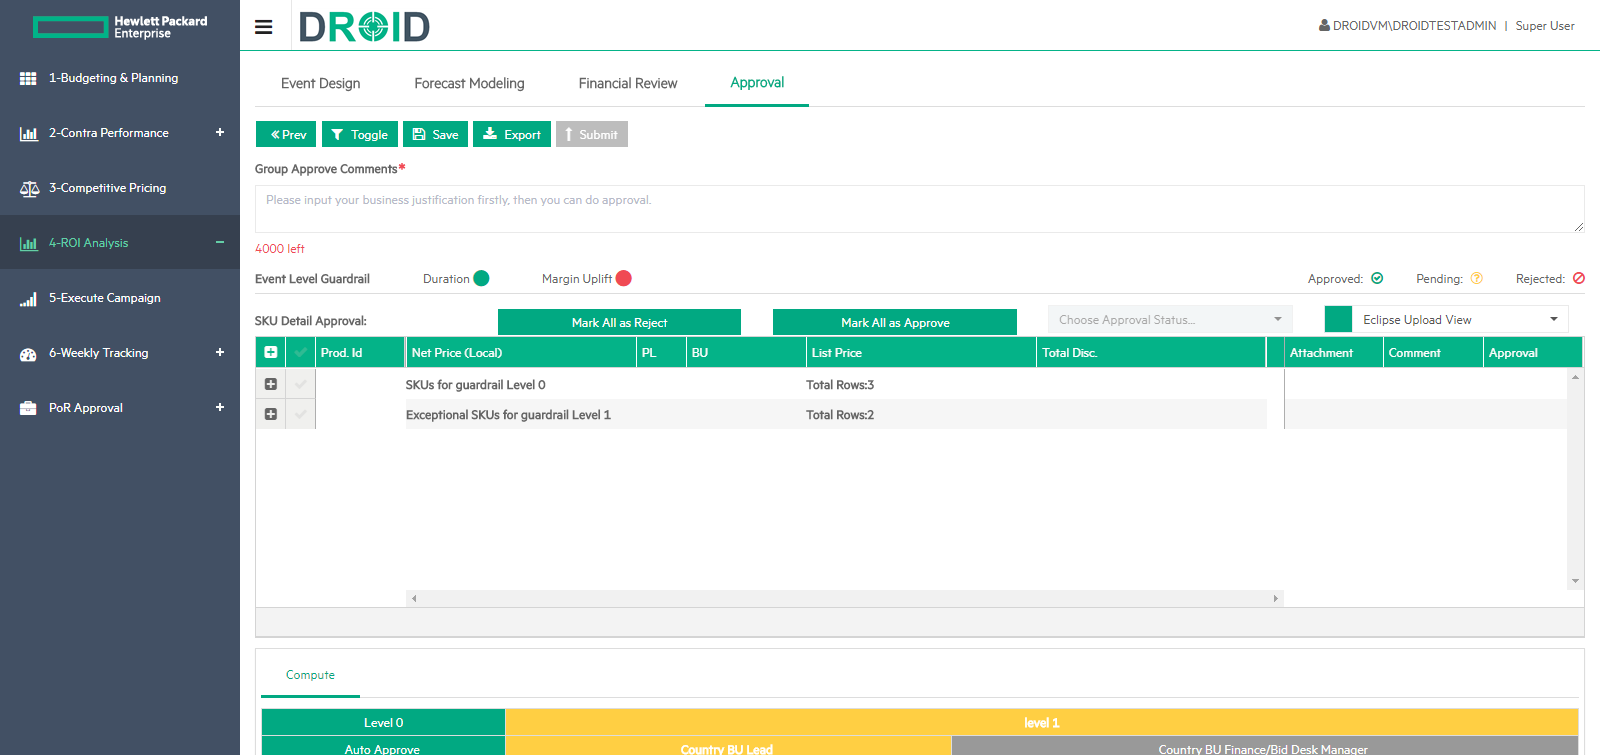 Hewlett Packard
Enterprise
DROID
DROIDVM\DROIDTESTADMIN | Super User
1-Budgeting & Planning
2-Contra Performance +
3-Competitive Pricing
4-ROI Analysis −
5-Execute Campaign
6-Weekly Tracking +
PoR Approval +
Event Design Forecast Modeling Financial Review Approval
Prev Toggle Save Export Submit
Group Approve Comments*
Please input your business justification firstly, then you can do approval.
4000 left
Event Level Guardrail Duration Margin Uplift Approved: Pending: Rejected:
SKU Detail Approval: Mark All as Reject Mark All as Approve Choose Approval Status... Eclipse Upload View
Prod. Id Net Price (Local) PL BU List Price Total Disc. Attachment Comment Approval
SKUs for guardrail Level 0 Total Rows:3
Exceptional SKUs for guardrail Level 1 Total Rows:2
Compute
Level 0 level 1
Auto Approve Country BU Lead Country BU Finance/Bid Desk Manager